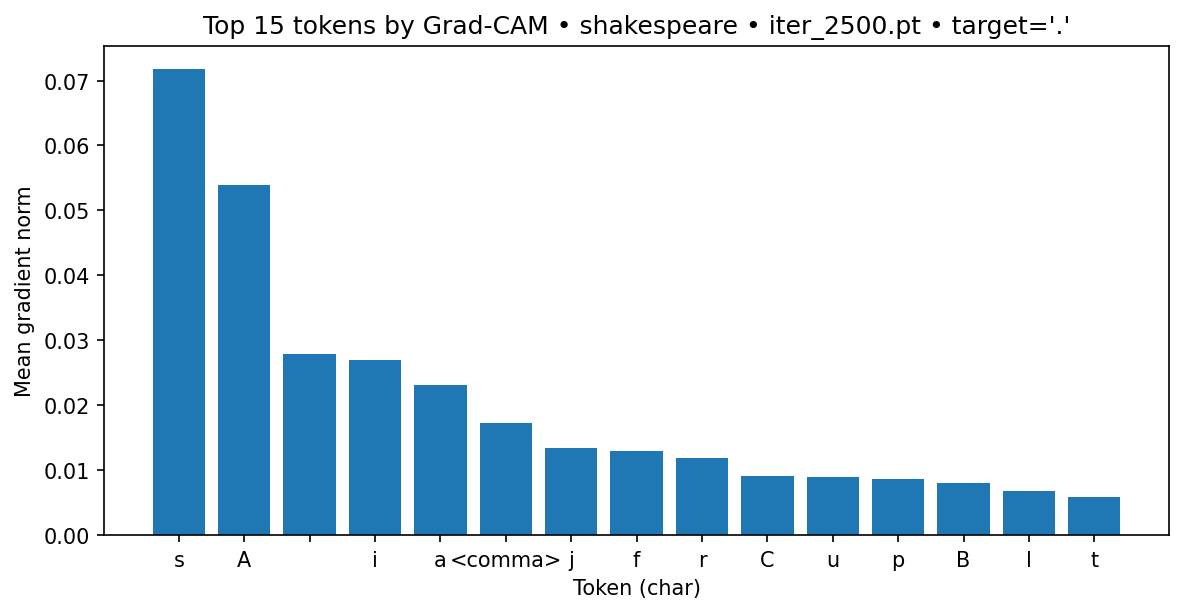 Top 15 tokens by Grad-CAM • shakespeare • iter_2500.pt • target='.'
Mean gradient norm
0.07
0.06
0.05
0.04
0.03
0.02
0.01
0.00
s A i a <comma> j f r C u p B l t
Token (char)